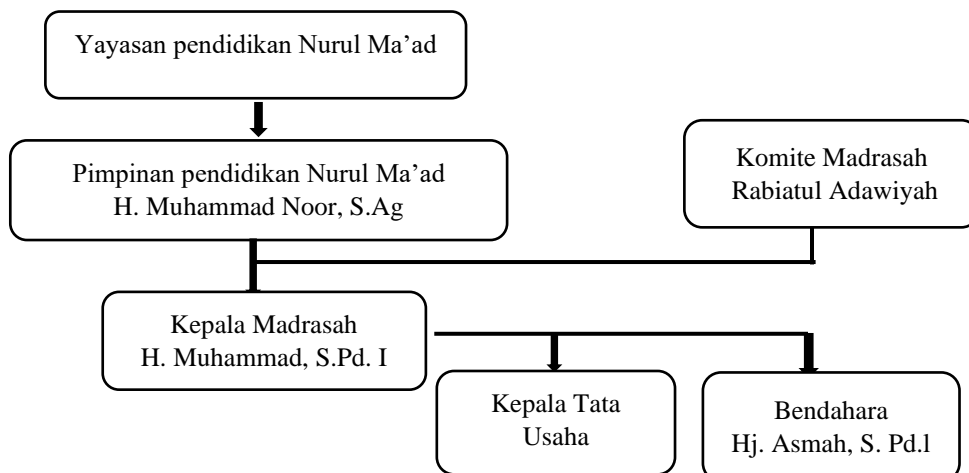 Yayasan pendidikan Nurul Ma’ad
Pimpinan pendidikan Nurul Ma’ad
H. Muhammad Noor, S.Ag
Komite Madrasah
Rabiatul Adawiyah
Kepala Madrasah
H. Muhammad, S.Pd. I
Kepala Tata
Usaha
Bendahara
Hj. Asmah, S. Pd.l